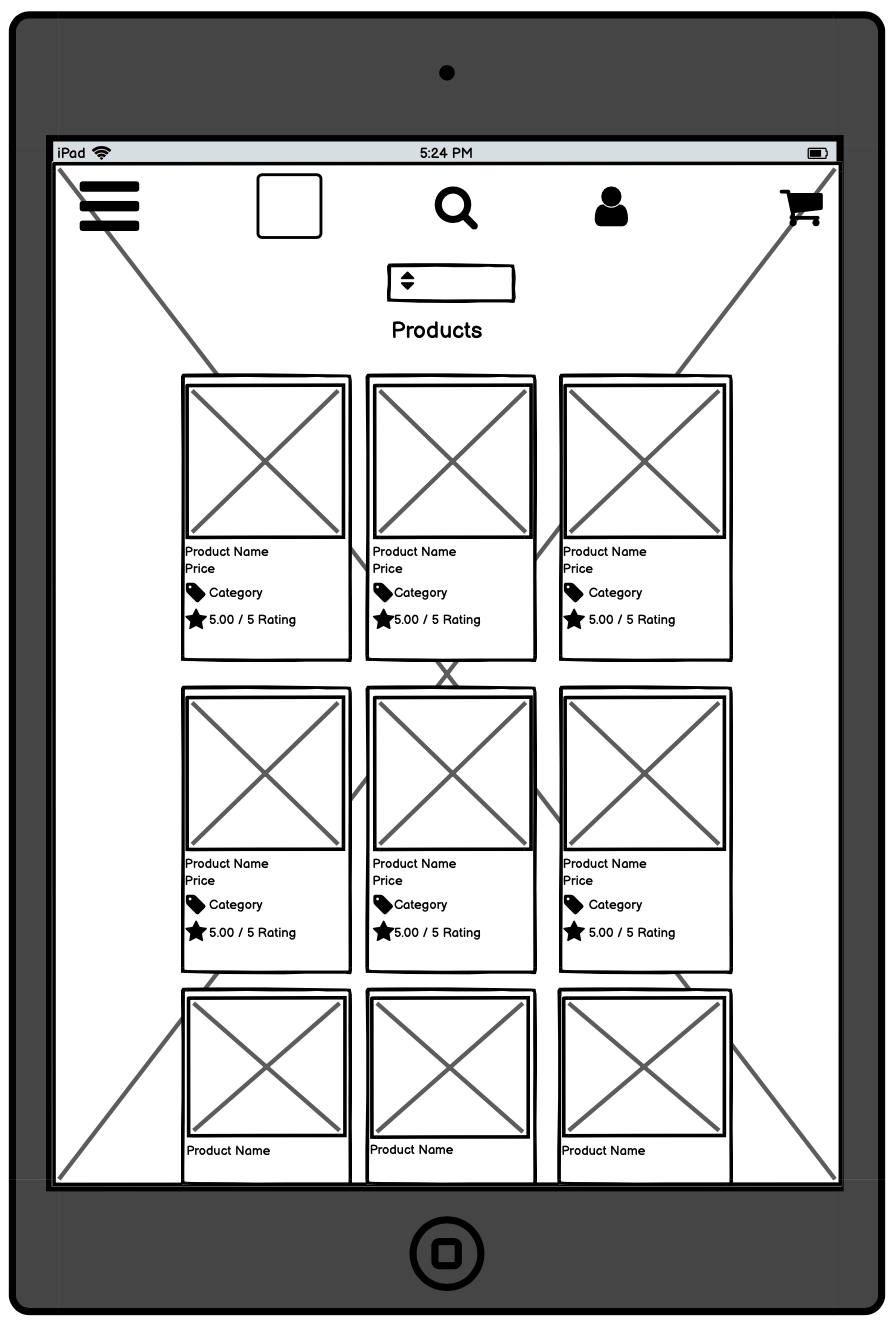 iPad 5:24 PM
Products
Product Name Product Name Product Name
Price Price Price
Category Category Category
5.00 / 5 Rating 5.00 / 5 Rating 5.00 / 5 Rating
Product Name Product Name Product Name
Price Price Price
Category Category Category
5.00 / 5 Rating 5.00 / 5 Rating 5.00 / 5 Rating
Product Name Product Name Product Name